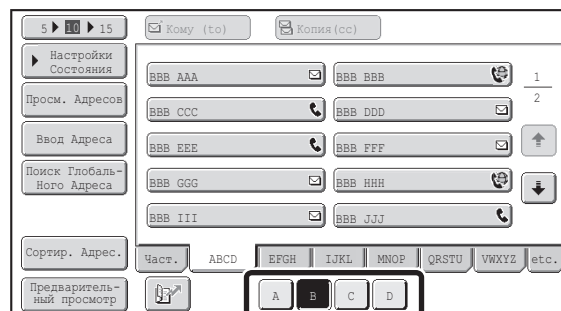 5 10 15
Кому (to)
Копия(cc)
Настройки
Состояния
Просм. Адресов
Ввод Адреса
Поиск Глобаль-
Ного Адреса
Сортир. Адрес.
Предваритель-
ный просмотр
BBB AAA
BBB BBB
BBB CCC
BBB DDD
BBB EEE
BBB FFF
BBB GGG
BBB HHH
BBB III
BBB JJJ
1
2
Част. ABCD EFGH IJKL MNOP QRSTU VWXYZ etc.
A B C D